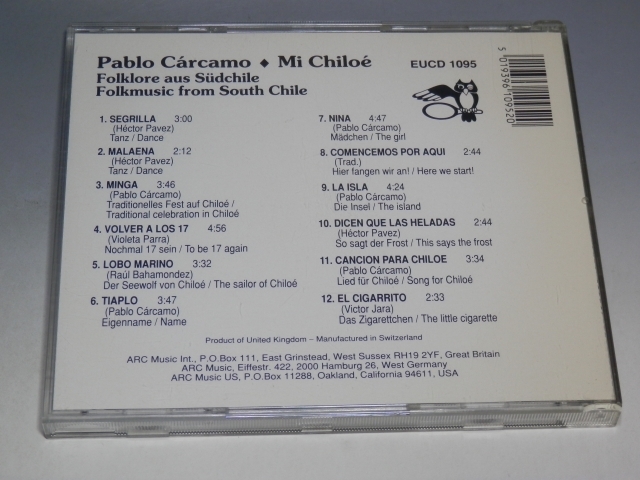 Pablo Cárcamo ♦ Mi Chiloé
EUCD 1095
Folklore aus Südchile
Folkmusic from South Chile
5 019396 109520
1. SEGRILLA 3:00
(Héctor Pavez)
Tanz / Dance
2. MALAENA 2:12
(Héctor Pavez)
Tanz / Dance
3. MINGA 3:46
(Pablo Cárcamo)
Traditionelles Fest auf Chiloé /
Traditional celebration in Chiloé
4. VOLVER A LOS 17 4:56
(Violeta Parra)
Nochmal 17 sein / To be 17 again
5. LOBO MARINO 3:32
(Raúl Bahamondez)
Der Seewolf von Chiloé / The sailor of Chiloé
6. TIAPLO 3:47
(Pablo Cárcamo)
Eigenname / Name
7. NINA 4:47
(Pablo Cárcamo)
Mädchen / The girl
8. COMENCEMOS POR AQUI 2:44
(Trad.)
Hier fangen wir an! / Here we start!
9. LA ISLA 4:24
(Pablo Cárcamo)
Die Insel / The island
10. DICEN QUE LAS HELADAS 2:44
(Héctor Pavez)
So sagt der Frost / This says the frost
11. CANCION PARA CHILOE 3:34
(Pablo Cárcamo)
Lied für Chiloé / Song for Chiloé
12. EL CIGARRITO 2:33
(Victor Jara)
Das Zigarettchen / The little cigarette
Product of United Kingdom – Manufactured in Switzerland
ARC Music Int., P.O.Box 111, East Grinstead, West Sussex RH19 2YF, Great Britain
ARC Music, Eiffestr. 422, 2000 Hamburg 26, West Germany
ARC Music US, P.O.Box 11288, Oakland, California 94611, USA